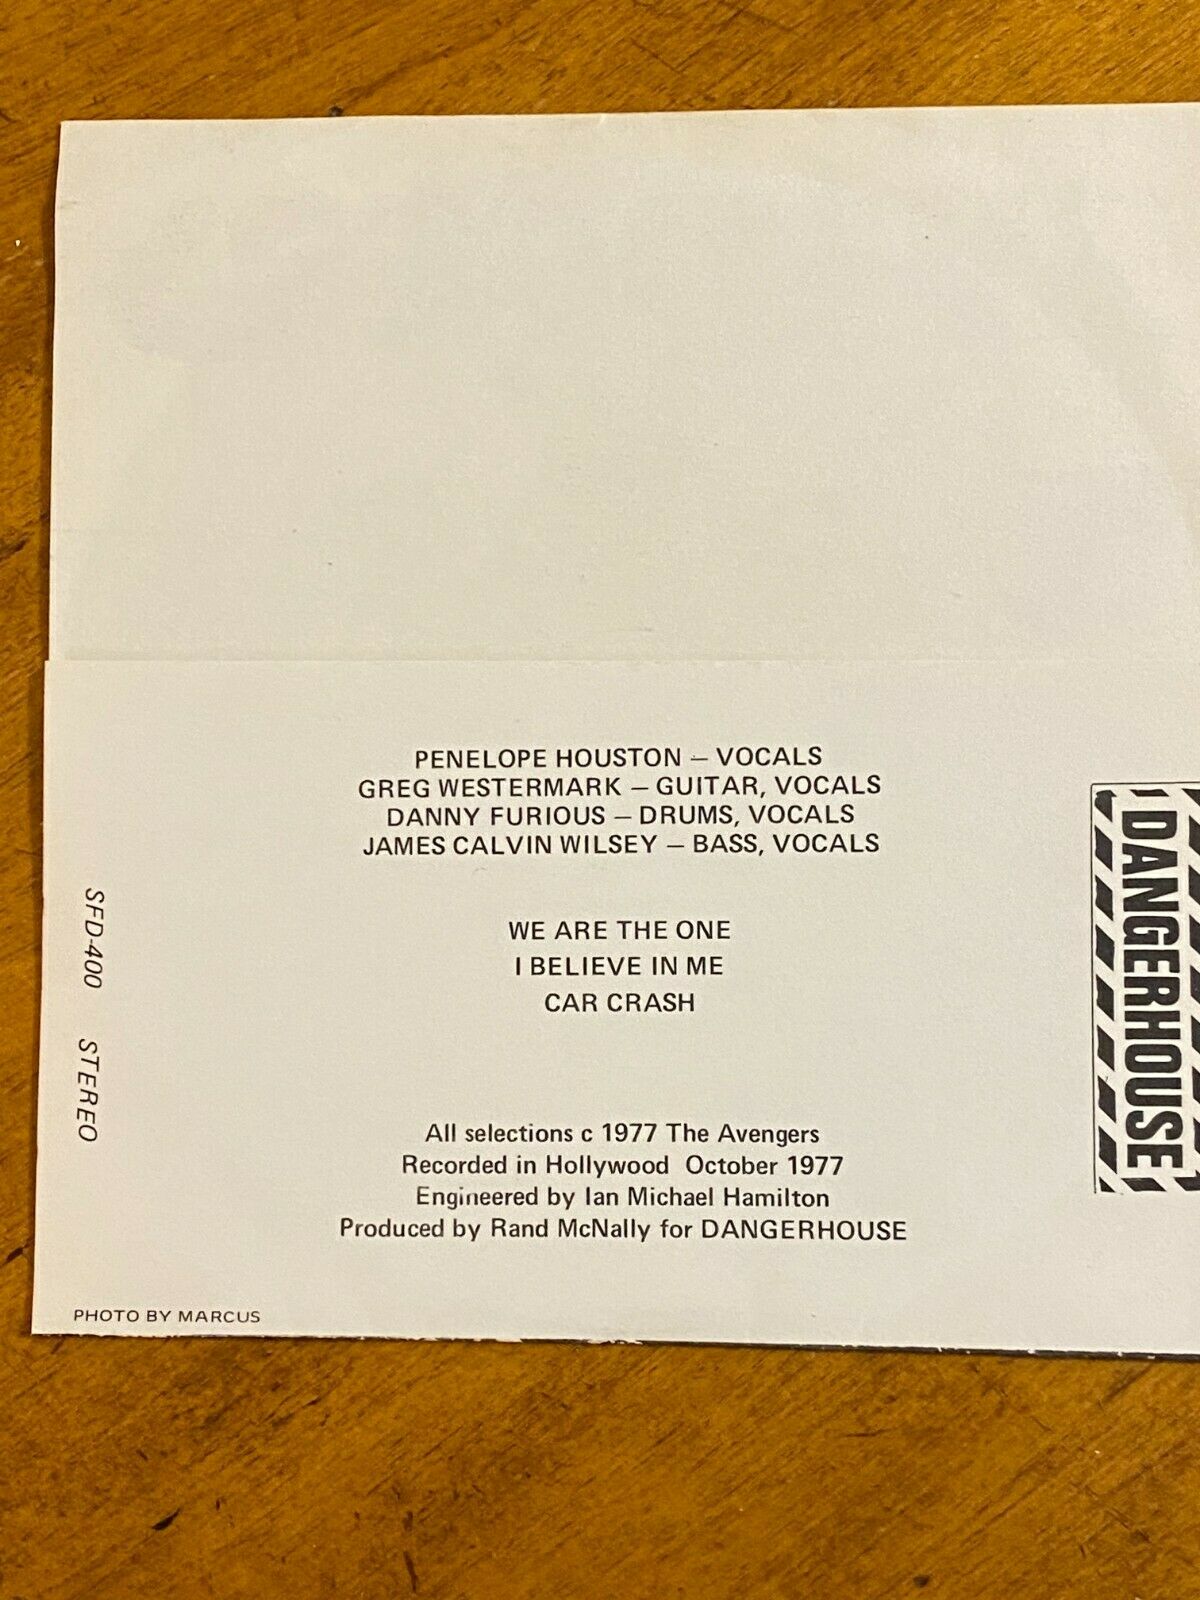 PENELOPE HOUSTON — VOCALS
GREG WESTERMARK — GUITAR, VOCALS
DANNY FURIOUS — DRUMS, VOCALS
JAMES CALVIN WILSEY — BASS, VOCALS
WE ARE THE ONE
I BELIEVE IN ME
CAR CRASH
All selections c 1977 The Avengers
Recorded in Hollywood October 1977
Engineered by Ian Michael Hamilton
Produced by Rand McNally for DANGERHOUSE
SFD-400 STEREO
PHOTO BY MARCUS
DANGERHOUSE